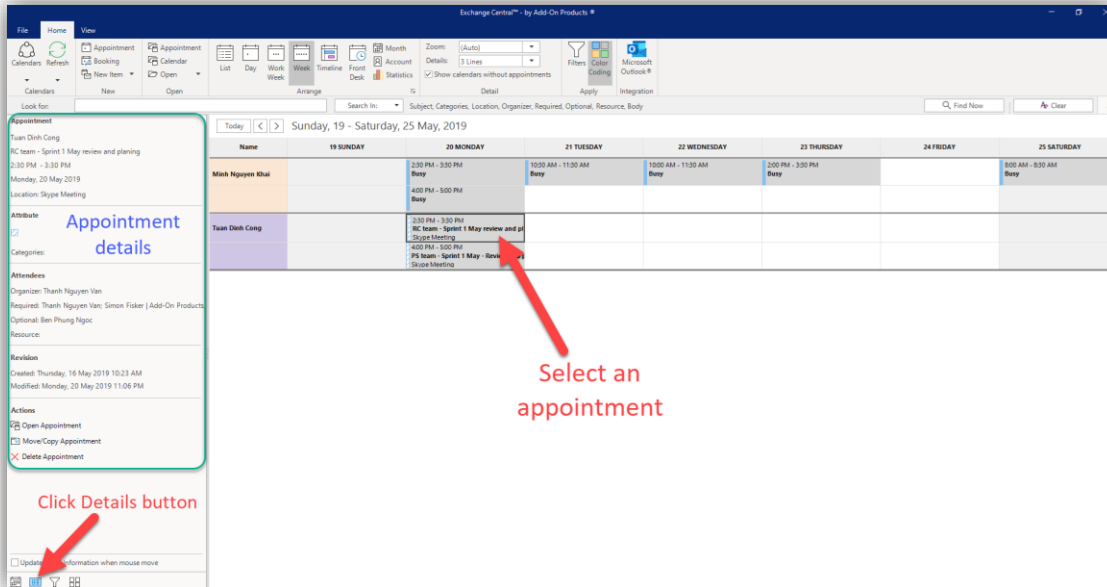 Exchange Central™ - by Add-On Products ®
File Home View
Calendars Refresh
Appointment
Booking
New Item
Appointment
Calendar
Open
List Day Work Week Week Timeline Front Desk
Month
Account
Statistics
Zoom: (Auto)
Details: 3 Lines
Show calendars without appointments
Filters Color Coding
Microsoft Outlook ®
Calendars New Open Arrange Detail Apply Integration
Look for: Search In: Subject, Categories, Location, Organizer, Required, Optional, Resource, Body Find Now Clear
Appointment
Tuan Dinh Cong
RC team - Sprint 1 May review and planing
2:30 PM - 3:30 PM
Monday, 20 May 2019
Location: Skype Meeting
Attribute
Categories:
Appointment details
Attendees
Organizer: Thanh Nguyen Van
Required: Thanh Nguyen Van; Simon Fisker | Add-On Products
Optional: Ben Phung Ngoc
Resource:
Revision
Created: Thursday, 16 May 2019 10:23 AM
Modified: Monday, 20 May 2019 11:06 PM
Actions
Open Appointment
Move/Copy Appointment
Delete Appointment
Click Details button
Update information when mouse move
Today Sunday, 19 - Saturday, 25 May, 2019
Name 19 SUNDAY 20 MONDAY 21 TUESDAY 22 WEDNESDAY 23 THURSDAY 24 FRIDAY 25 SATURDAY
Minh Nguyen Khai
2:30 PM - 3:30 PM
Busy
10:30 AM - 11:30 AM
Busy
10:00 AM - 11:30 AM
Busy
2:00 PM - 3:30 PM
Busy
8:00 AM - 8:30 AM
Busy
4:00 PM - 5:00 PM
Busy
Tuan Dinh Cong
2:30 PM - 3:30 PM
RC team - Sprint 1 May review and pl
Skype Meeting
4:00 PM - 5:00 PM
PS team - Sprint 1 May - Review
Skype Meeting
Select an
appointment